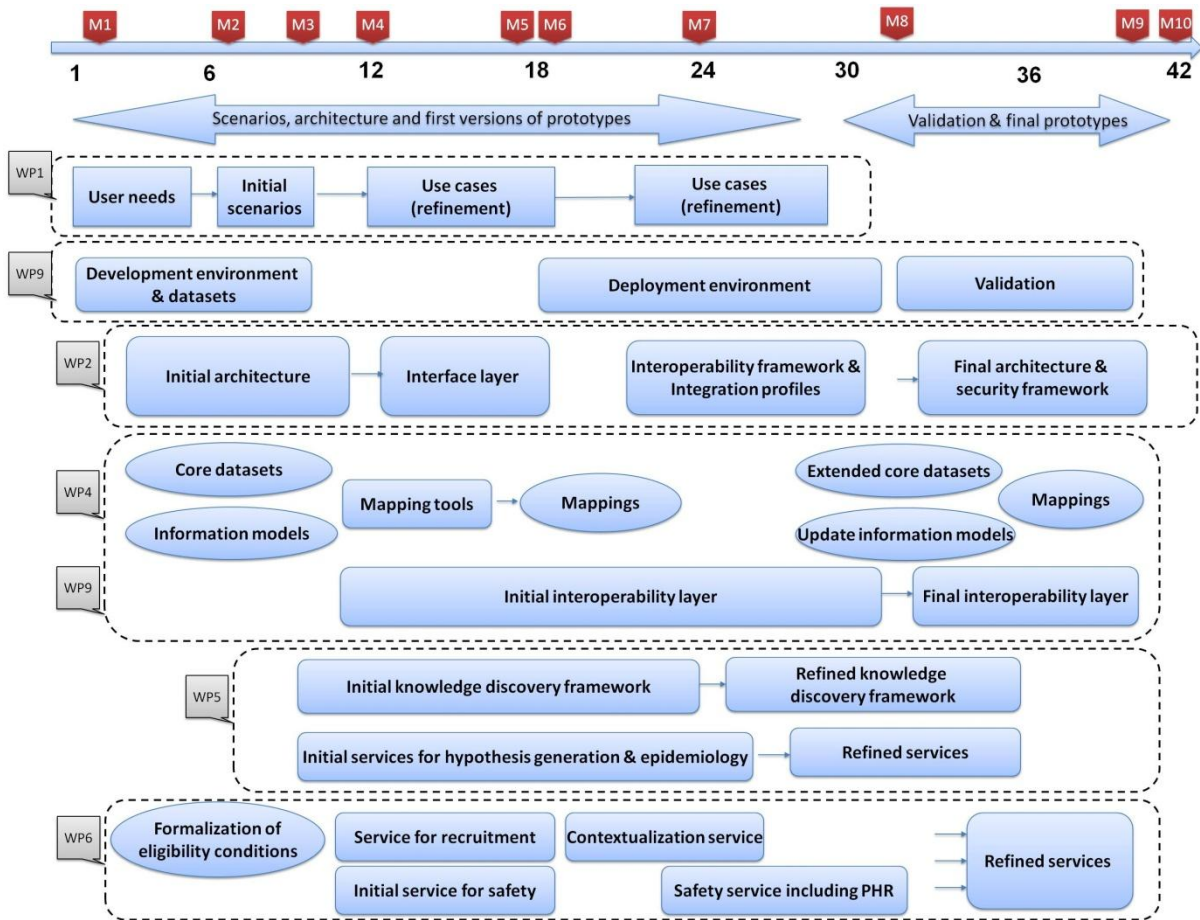 M1 M2 M3 M4 M5 M6 M7 M8 M9 M10
1 6 12 18 24 30 36 42
Scenarios, architecture and first versions of prototypes
Validation & final prototypes
WP1
User needs
Initial
scenarios
Use cases
(refinement)
Use cases
(refinement)
WP9
Development environment
& datasets
Deployment environment
Validation
WP2
Initial architecture
Interface layer
Interoperability framework &
Integration profiles
Final architecture &
security framework
WP4
Core datasets
Information models
Mapping tools
Mappings
Extended core datasets
Update information models
Mappings
WP9
Initial interoperability layer
Final interoperability layer
WP5
Initial knowledge discovery framework
Refined knowledge
discovery framework
Initial services for hypothesis generation & epidemiology
Refined services
WP6
Formalization of
eligibility conditions
Service for recruitment
Contextualization service
Initial service for safety
Safety service including PHR
Refined services